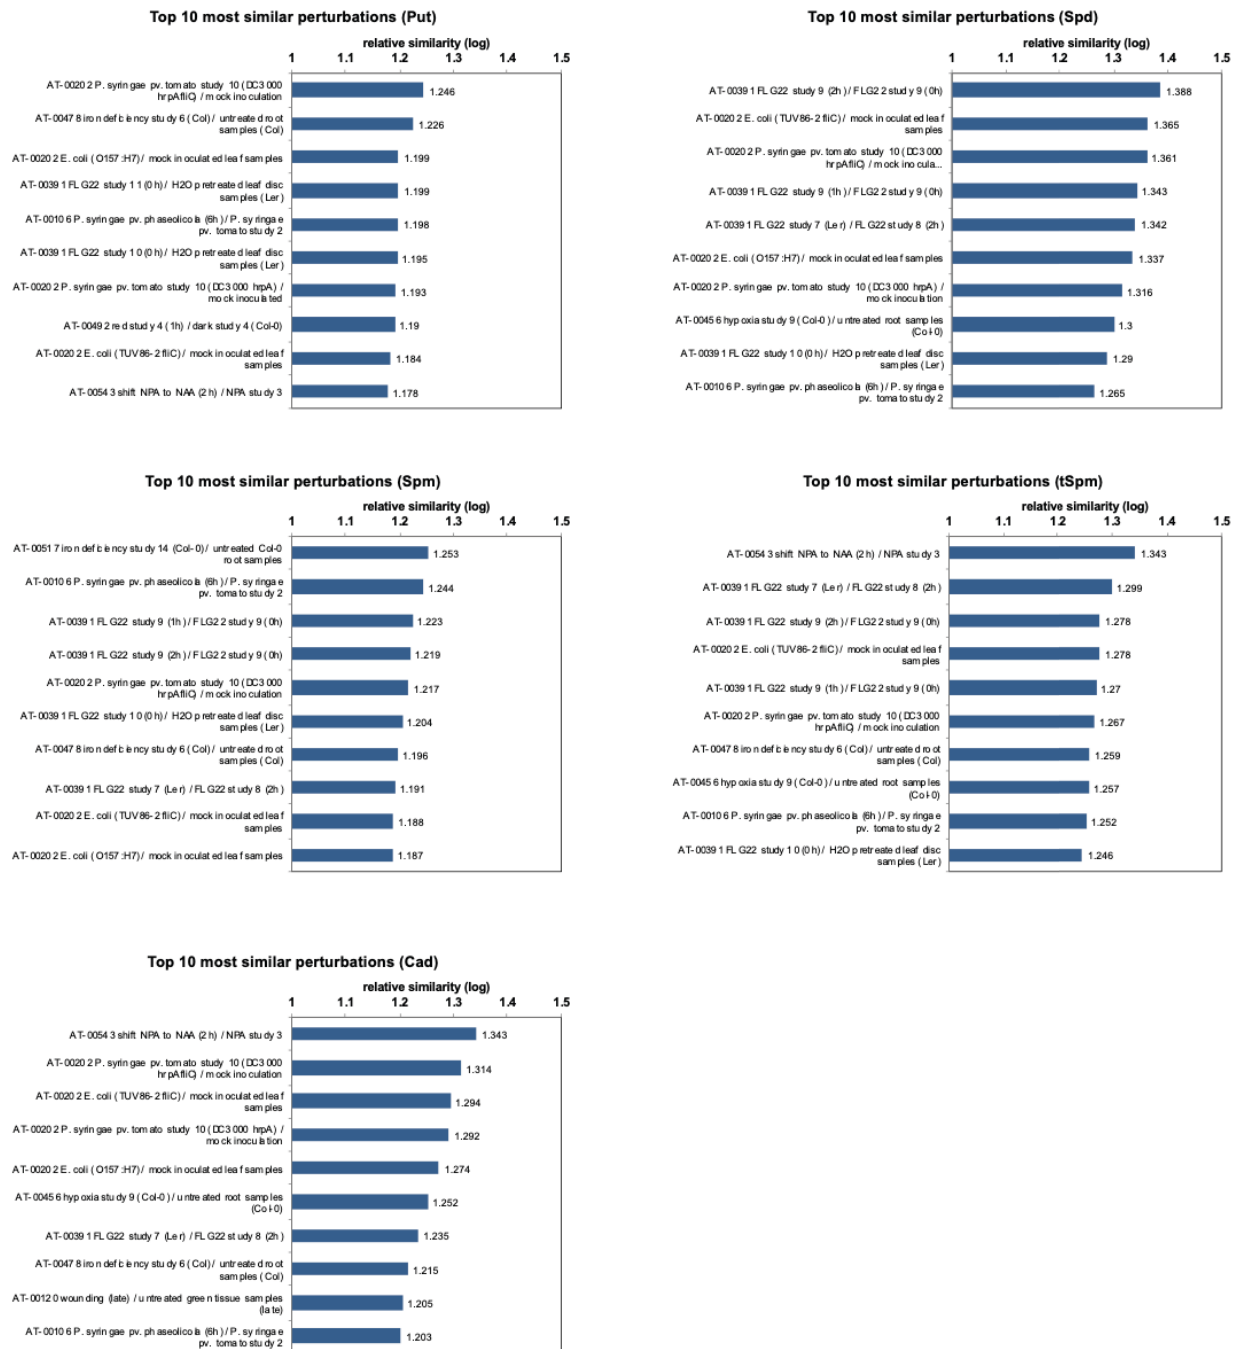 Top 10 most similar perturbations (Put)
relative similarity (log)
1 1.1 1.2 1.3 1.4 1.5
AT-00202 P. syringae pv. tomato study 10 (DC3000
hrpAfliC) / mock inoculation
1.246
AT-00478 iron deficiency study 6 (Col) / untreated root
samples (Col)
1.226
AT-00202 E. coli (O157:H7) / mock inoculated leaf samples
1.199
AT-00391 FLG22 study 11 (0h) / H2O pretreated leaf disc
samples (Ler)
1.199
AT-00106 P. syringae pv. phaseolicola (6h) / P. syringae
pv. tomato study 2
1.198
AT-00391 FLG22 study 10 (0h) / H2O pretreated leaf disc
samples (Ler)
1.195
AT-00202 P. syringae pv. tomato study 10 (DC3000 hrpA) /
mock inoculated
1.193
AT-00492 red study 4 (1h) / dark study 4 (Col-0)
1.19
AT-00202 E. coli (TUV86-2 fliC) / mock inoculated leaf
samples
1.184
AT-00543 shift NPA to NAA (2h) / NPA study 3
1.178
Top 10 most similar perturbations (Spd)
relative similarity (log)
1 1.1 1.2 1.3 1.4 1.5
AT-00391 FLG22 study 9 (2h) / FLG22 study 9 (0h)
1.388
AT-00202 E. coli (TUV86-2 fliC) / mock inoculated leaf
samples
1.365
AT-00202 P. syringae pv. tomato study 10 (DC3000
hrpAfliC) / mock inocula...
1.361
AT-00391 FLG22 study 9 (1h) / FLG22 study 9 (0h)
1.343
AT-00391 FLG22 study 7 (Ler) / FLG22 study 8 (2h)
1.342
AT-00202 E. coli (O157:H7) / mock inoculated leaf samples
1.337
AT-00202 P. syringae pv. tomato study 10 (DC3000 hrpA) /
mock inoculation
1.316
AT-00456 hypoxia study 9 (Col-0) / untreated root samples
(Col-0)
1.3
AT-00391 FLG22 study 10 (0h) / H2O pretreated leaf disc
samples (Ler)
1.29
AT-00106 P. syringae pv. phaseolicola (6h) / P. syringae
pv. tomato study 2
1.265
Top 10 most similar perturbations (Spm)
relative similarity (log)
1 1.1 1.2 1.3 1.4 1.5
AT-00517 iron deficiency study 14 (Col-0) / untreated Col-0
root samples
1.253
AT-00106 P. syringae pv. phaseolicola (6h) / P. syringae
pv. tomato study 2
1.244
AT-00391 FLG22 study 9 (1h) / FLG22 study 9 (0h)
1.223
AT-00391 FLG22 study 9 (2h) / FLG22 study 9 (0h)
1.219
AT-00202 P. syringae pv. tomato study 10 (DC3000
hrpAfliC) / mock inoculation
1.217
AT-00391 FLG22 study 10 (0h) / H2O pretreated leaf disc
samples (Ler)
1.204
AT-00478 iron deficiency study 6 (Col) / untreated root
samples (Col)
1.196
AT-00391 FLG22 study 7 (Ler) / FLG22 study 8 (2h)
1.191
AT-00202 E. coli (TUV86-2 fliC) / mock inoculated leaf
samples
1.188
AT-00202 E. coli (O157:H7) / mock inoculated leaf samples
1.187
Top 10 most similar perturbations (tSpm)
relative similarity (log)
1 1.1 1.2 1.3 1.4 1.5
AT-00543 shift NPA to NAA (2h) / NPA study 3
1.343
AT-00391 FLG22 study 7 (Ler) / FLG22 study 8 (2h)
1.299
AT-00391 FLG22 study 9 (2h) / FLG22 study 9 (0h)
1.278
AT-00202 E. coli (TUV86-2 fliC) / mock inoculated leaf
samples
1.278
AT-00391 FLG22 study 9 (1h) / FLG22 study 9 (0h)
1.27
AT-00202 P. syringae pv. tomato study 10 (DC3000
hrpAfliC) / mock inoculation
1.267
AT-00478 iron deficiency study 6 (Col) / untreated root
samples (Col)
1.259
AT-00456 hypoxia study 9 (Col-0) / untreated root samples
(Col-0)
1.257
AT-00106 P. syringae pv. phaseolicola (6h) / P. syringae
pv. tomato study 2
1.252
AT-00391 FLG22 study 10 (0h) / H2O pretreated leaf disc
samples (Ler)
1.246
Top 10 most similar perturbations (Cad)
relative similarity (log)
1 1.1 1.2 1.3 1.4 1.5
AT-00543 shift NPA to NAA (2h) / NPA study 3
1.343
AT-00202 P. syringae pv. tomato study 10 (DC3000
hrpAfliC) / mock inoculation
1.314
AT-00202 E. coli (TUV86-2 fliC) / mock inoculated leaf
samples
1.294
AT-00202 P. syringae pv. tomato study 10 (DC3000 hrpA) /
mock inoculation
1.292
AT-00202 E. coli (O157:H7) / mock inoculated leaf samples
1.274
AT-00456 hypoxia study 9 (Col-0) / untreated root samples
(Col-0)
1.252
AT-00391 FLG22 study 7 (Ler) / FLG22 study 8 (2h)
1.235
AT-00478 iron deficiency study 6 (Col) / untreated root
samples (Col)
1.215
AT-00120 wounding (late) / untreated green tissue samples
(late)
1.205
AT-00106 P. syringae pv. phaseolicola (6h) / P. syringae
pv. tomato study 2
1.203